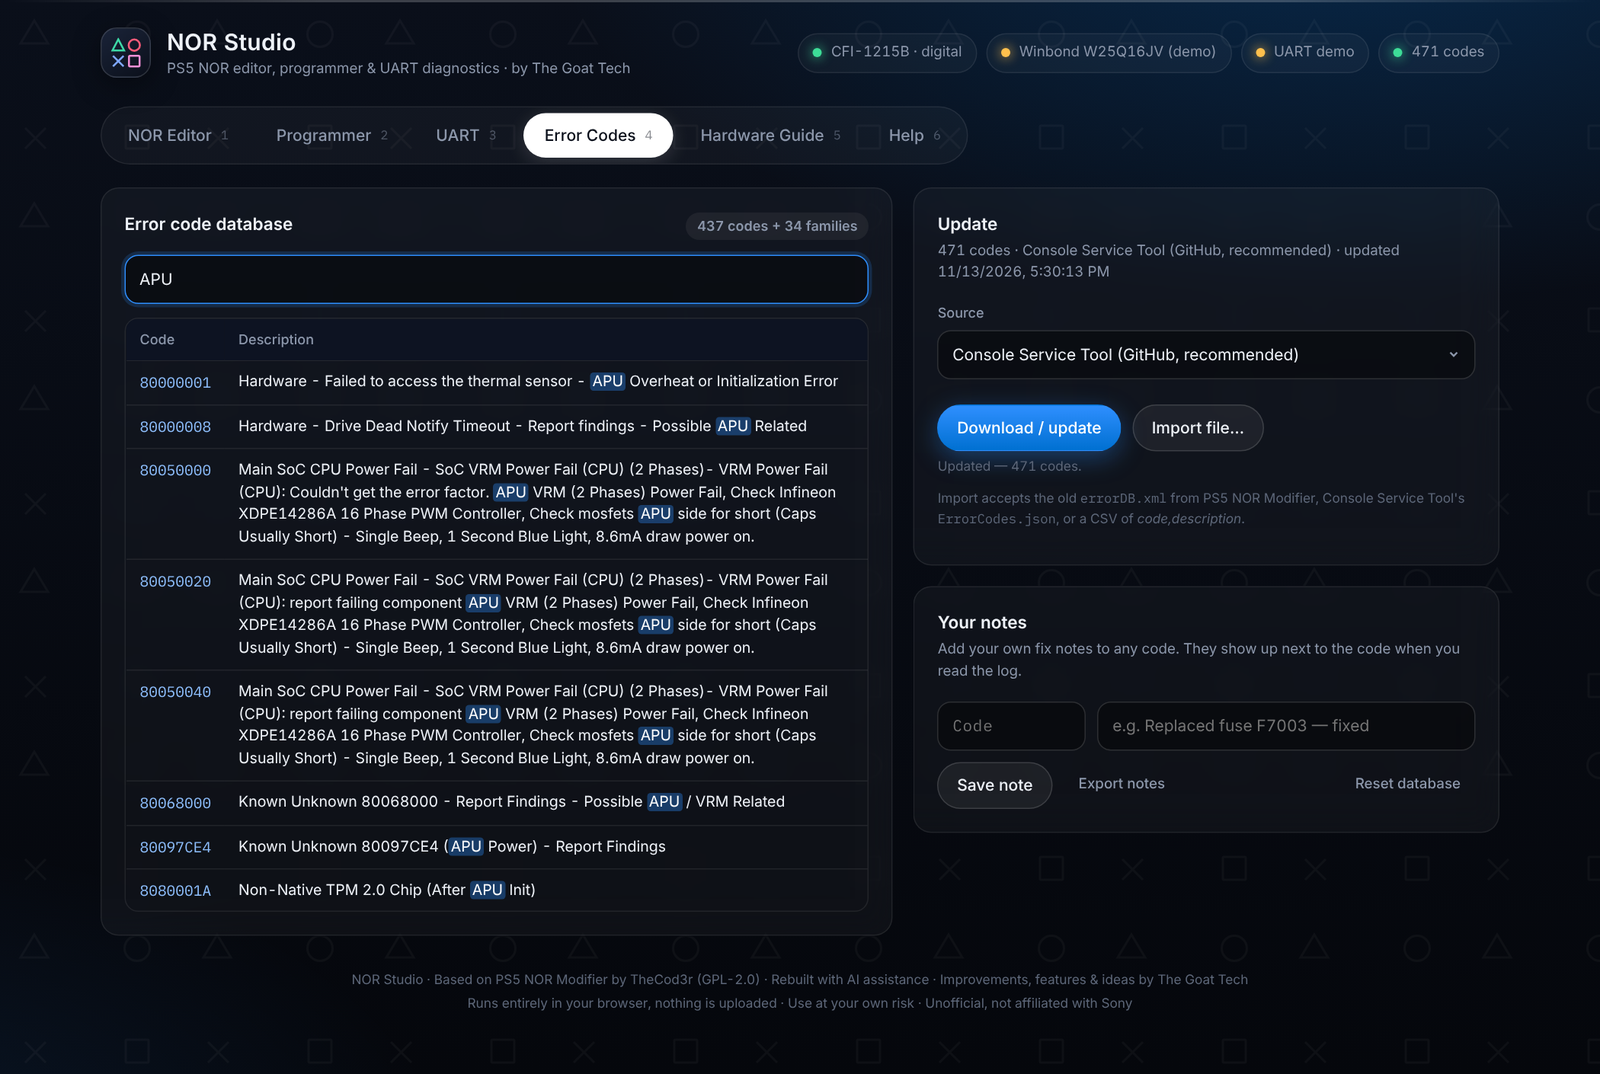 NOR Studio
PS5 NOR editor, programmer & UART diagnostics · by The Goat Tech
CFI-1215B · digital
Winbond W25Q16JV (demo)
UART demo
471 codes
NOR Editor 1
Programmer 2
UART 3
Error Codes 4
Hardware Guide 5
Help 6
Error code database
437 codes + 34 families
APU
Code Description
80000001 Hardware - Failed to access the thermal sensor - APU Overheat or Initialization Error
80000008 Hardware - Drive Dead Notify Timeout - Report findings - Possible APU Related
80050000 Main SoC CPU Power Fail - SoC VRM Power Fail (CPU) (2 Phases)- VRM Power Fail
(CPU): Couldn't get the error factor. APU VRM (2 Phases) Power Fail, Check Infineon
XDPE14286A 16 Phase PWM Controller, Check mosfets APU side for short (Caps
Usually Short) - Single Beep, 1 Second Blue Light, 8.6mA draw power on.
80050020 Main SoC CPU Power Fail - SoC VRM Power Fail (CPU) (2 Phases)- VRM Power Fail
(CPU): report failing component APU VRM (2 Phases) Power Fail, Check Infineon
XDPE14286A 16 Phase PWM Controller, Check mosfets APU side for short (Caps
Usually Short) - Single Beep, 1 Second Blue Light, 8.6mA draw power on.
80050040 Main SoC CPU Power Fail - SoC VRM Power Fail (CPU) (2 Phases)- VRM Power Fail
(CPU): report failing component APU VRM (2 Phases) Power Fail, Check Infineon
XDPE14286A 16 Phase PWM Controller, Check mosfets APU side for short (Caps
Usually Short) - Single Beep, 1 Second Blue Light, 8.6mA draw power on.
80068000 Known Unknown 80068000 - Report Findings - Possible APU / VRM Related
80097CE4 Known Unknown 80097CE4 (APU Power) - Report Findings
8080001A Non-Native TPM 2.0 Chip (After APU Init)
Update
471 codes · Console Service Tool (GitHub, recommended) · updated
11/13/2026, 5:30:13 PM
Source
Console Service Tool (GitHub, recommended)
Download / update
Import file...
Updated — 471 codes.
Import accepts the old errorDB.xml from PS5 NOR Modifier, Console Service Tool's
ErrorCodes.json, or a CSV of code,description.
Your notes
Add your own fix notes to any code. They show up next to the code when you
read the log.
Code
e.g. Replaced fuse F7003 — fixed
Save note
Export notes
Reset database
NOR Studio · Based on PS5 NOR Modifier by TheCod3r (GPL-2.0) · Rebuilt with AI assistance · Improvements, features & ideas by The Goat Tech
Runs entirely in your browser, nothing is uploaded · Use at your own risk · Unofficial, not affiliated with Sony